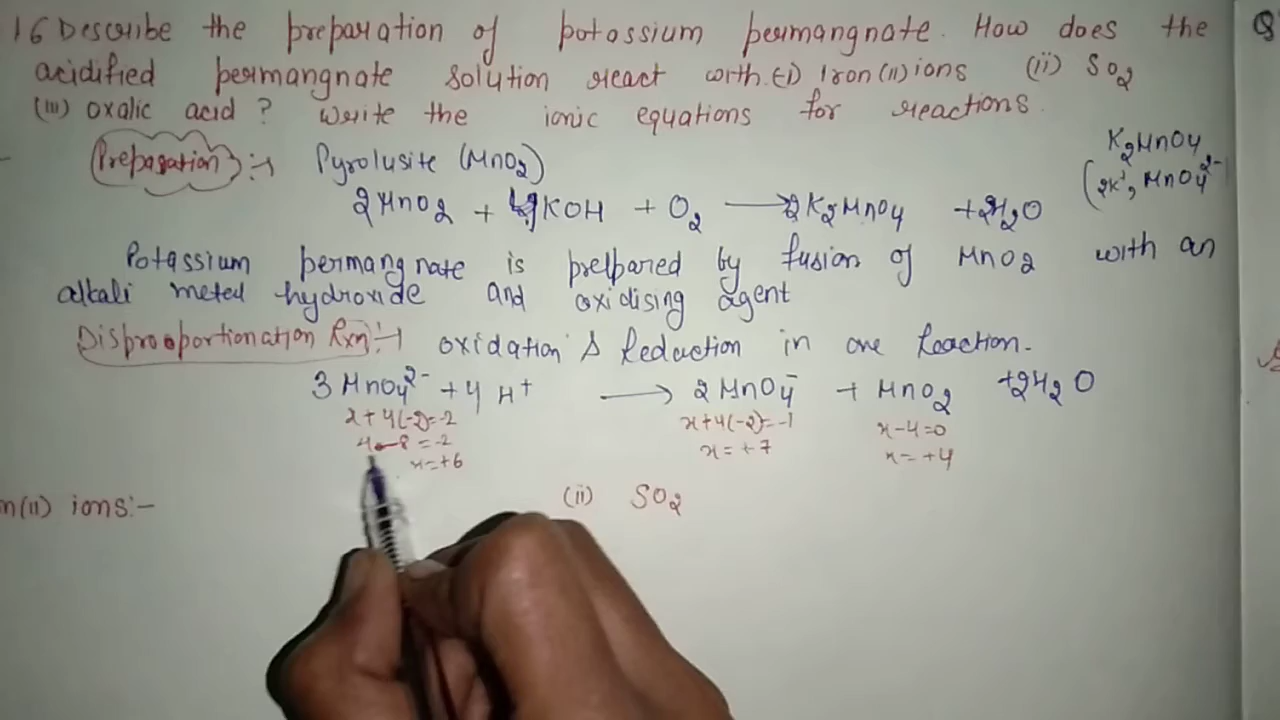 16 Describe the preparation of potassium permangnate. How does the
acidified permangnate solution react with (i) Iron(II) ions (ii) SO2
(iii) oxalic acid? Write the ionic equations for reactions.
K2MnO4
(2K+, MnO4 2-
Preparation :→ Pyrolusite (MnO2)
2MnO2 + 4KOH + O2 → 2K2MnO4 + 2H2O
Potassium permangnate is prelpared by fusion of MnO2 with an
alkali meted hydroxide and oxidising agent
Disproportionation Rxn :→ oxidation & Reduction in one Reaction.
3MnO4 2- + 4H+ → 2MnO4- + MnO2 + 2H2O
x+4(-2)=-2 x+4(-2)=-1 x-4=0
-8=-2 x=+7 x=+4
x=+6
n(II) ions:- (ii) SO2